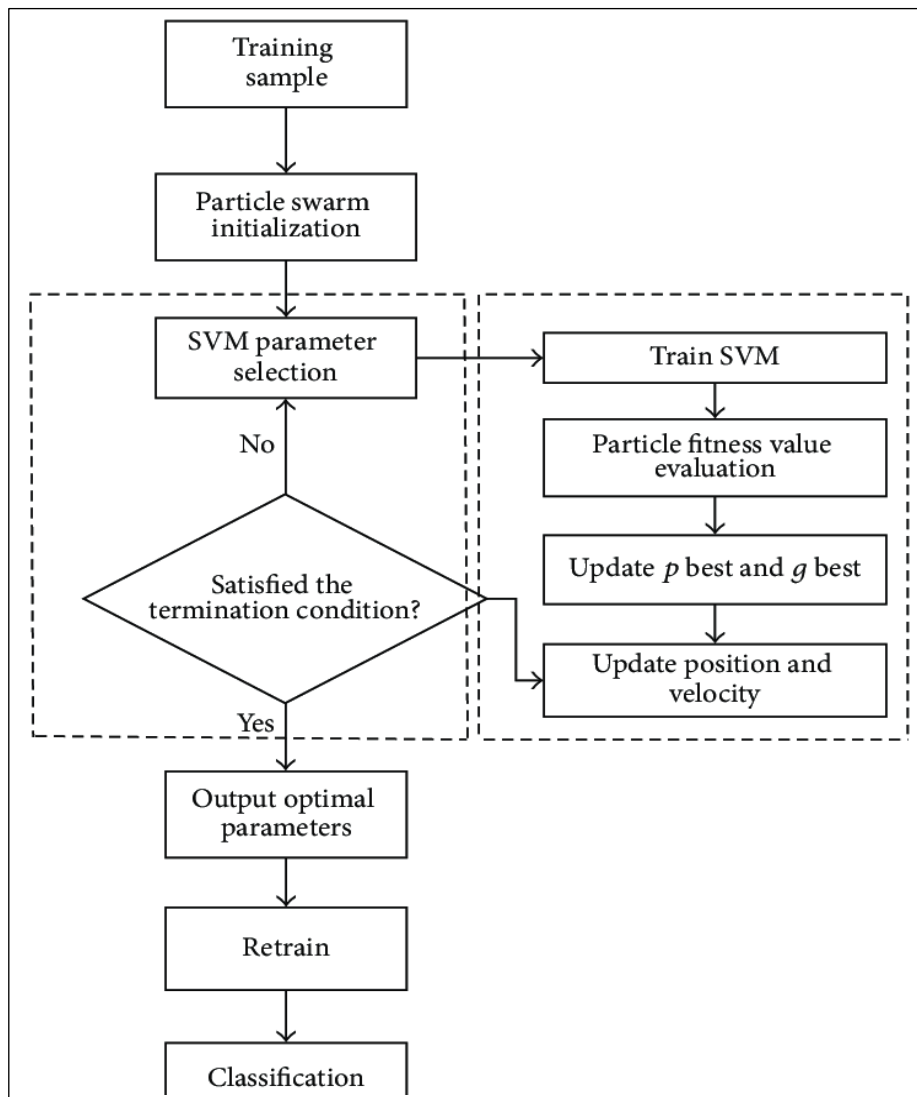 Training
sample
Particle swarm
initialization
SVM parameter
selection
No
Satisfied the
termination condition?
Yes
Output optimal
parameters
Retrain
Classification
Train SVM
Particle fitness value
evaluation
Update p best and g best
Update position and
velocity